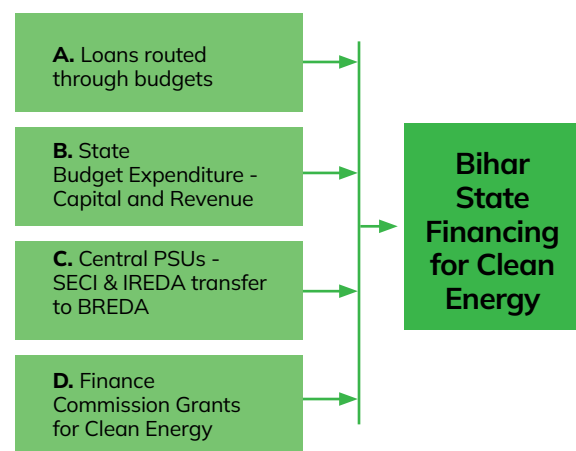 A. Loans routed
through budgets
B. State
Budget Expenditure -
Capital and Revenue
C. Central PSUs -
SECI & IREDA transfer
to BREDA
D. Finance
Commission Grants
for Clean Energy
Bihar
State
Financing
for Clean
Energy